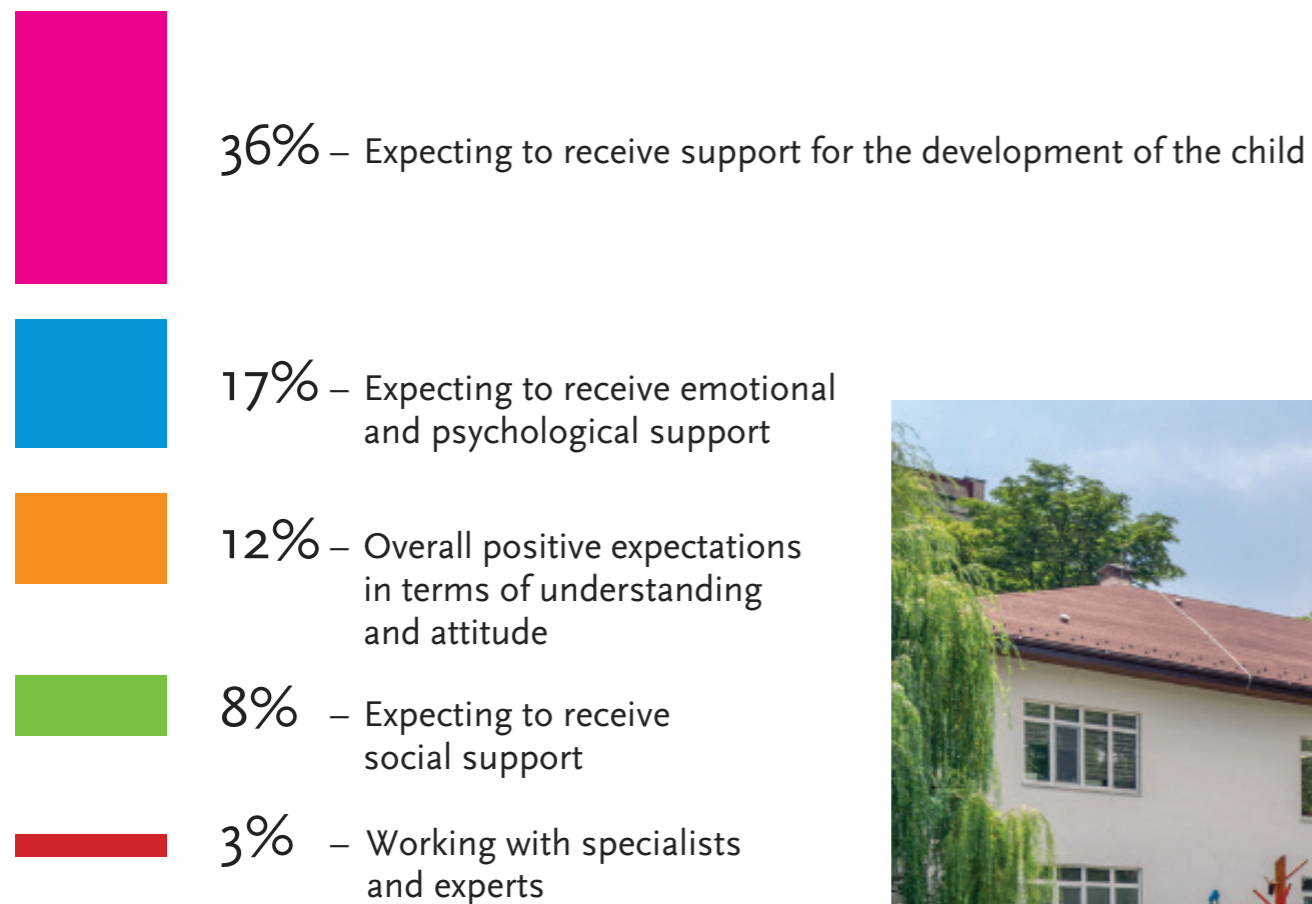 36% – Expecting to receive support for the development of the child
17% – Expecting to receive emotional
and psychological support
12% – Overall positive expectations
in terms of understanding
and attitude
8% – Expecting to receive
social support
3% – Working with specialists
and experts